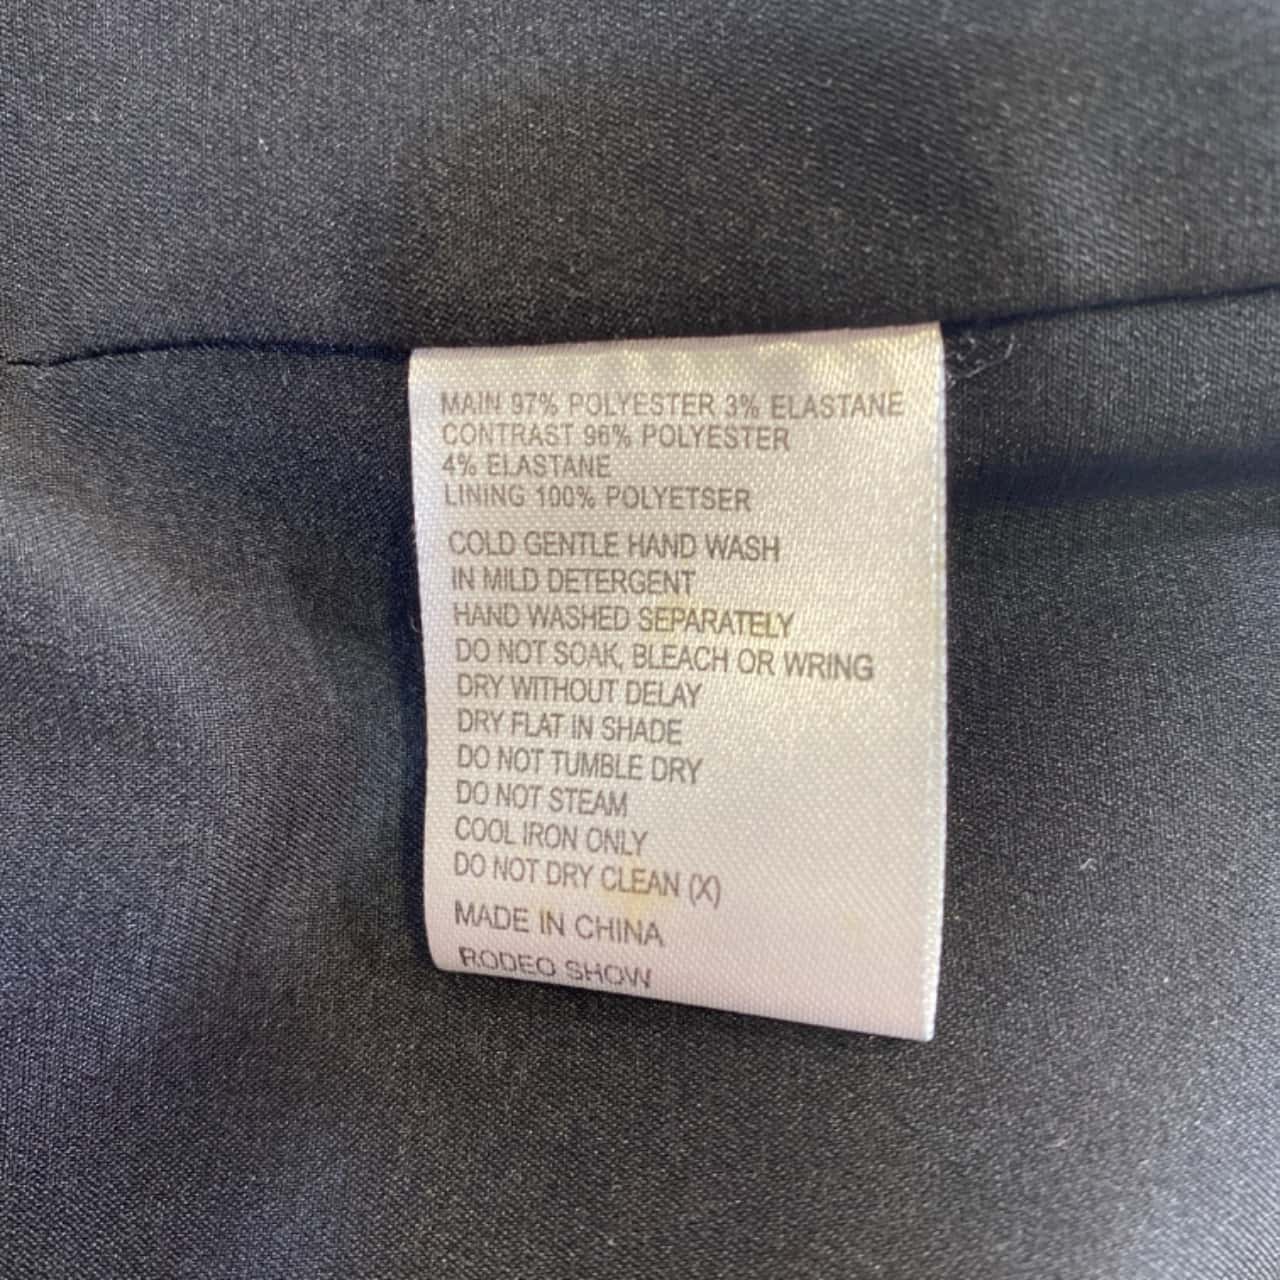 MAIN 97% POLYESTER 3% ELASTANE
CONTRAST 96% POLYESTER
4% ELASTANE
LINING 100% POLYETSER
COLD GENTLE HAND WASH
IN MILD DETERGENT
HAND WASHED SEPARATELY
DO NOT SOAK, BLEACH OR WRING
DRY WITHOUT DELAY
DRY FLAT IN SHADE
DO NOT TUMBLE DRY
DO NOT STEAM
COOL IRON ONLY
DO NOT DRY CLEAN (X)
MADE IN CHINA
RODEO SHOW